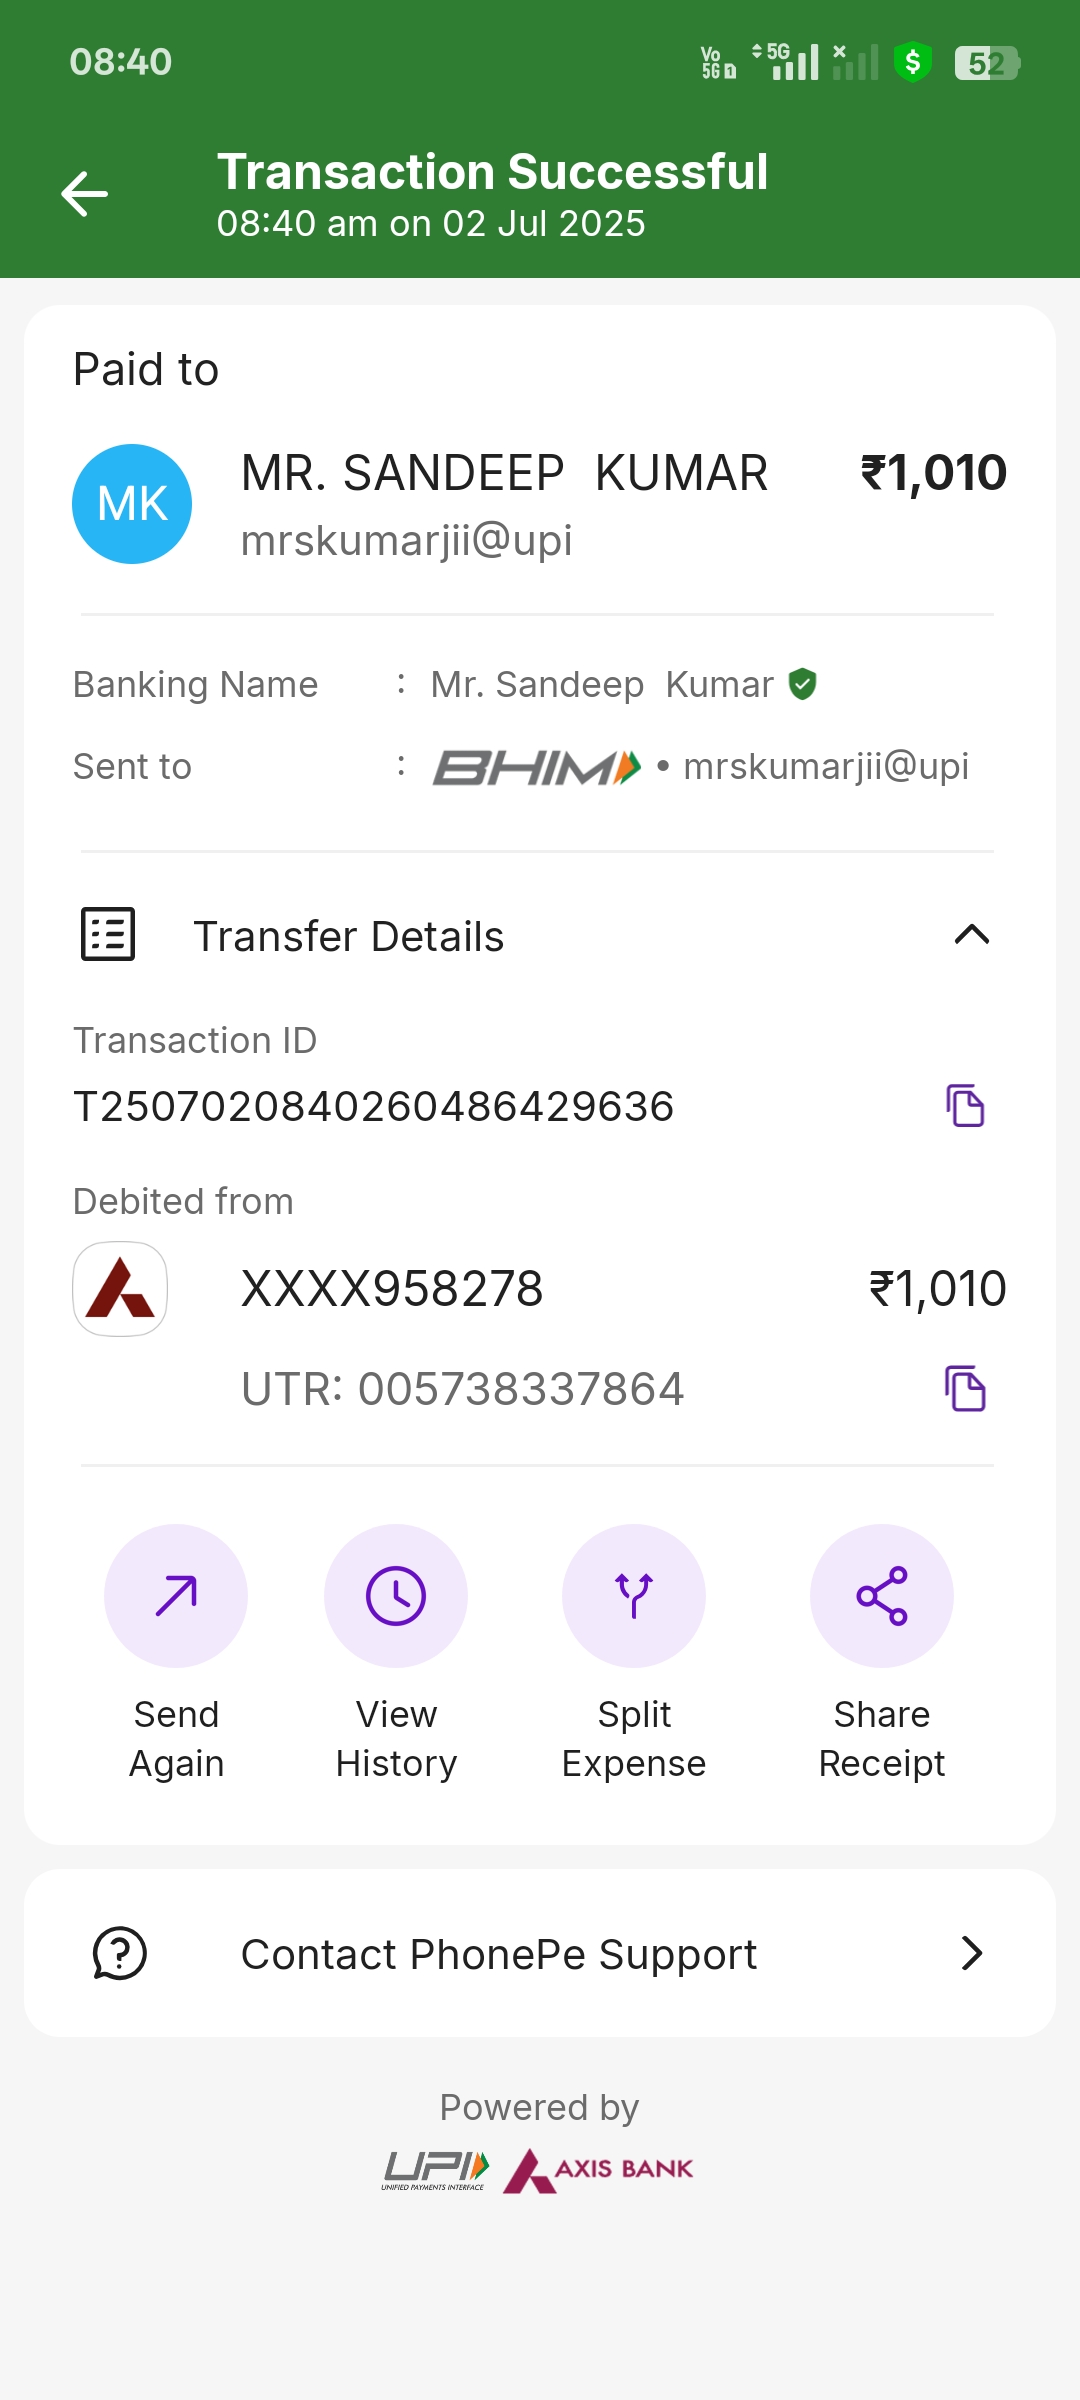 08:40
Vo 5G 1 5G $ 52
Transaction Successful
08:40 am on 02 Jul 2025
Paid to
MK MR. SANDEEP  KUMAR ₹1,010
mrskumarjii@upi
Banking Name : Mr. Sandeep  Kumar
Sent to : BHIM • mrskumarjii@upi
Transfer Details
Transaction ID
T2507020840260486429636
Debited from
XXXX958278 ₹1,010
UTR: 005738337864
Send Again
View History
Split Expense
Share Receipt
Contact PhonePe Support
Powered by
UPI AXIS BANK
UNIFIED PAYMENTS INTERFACE